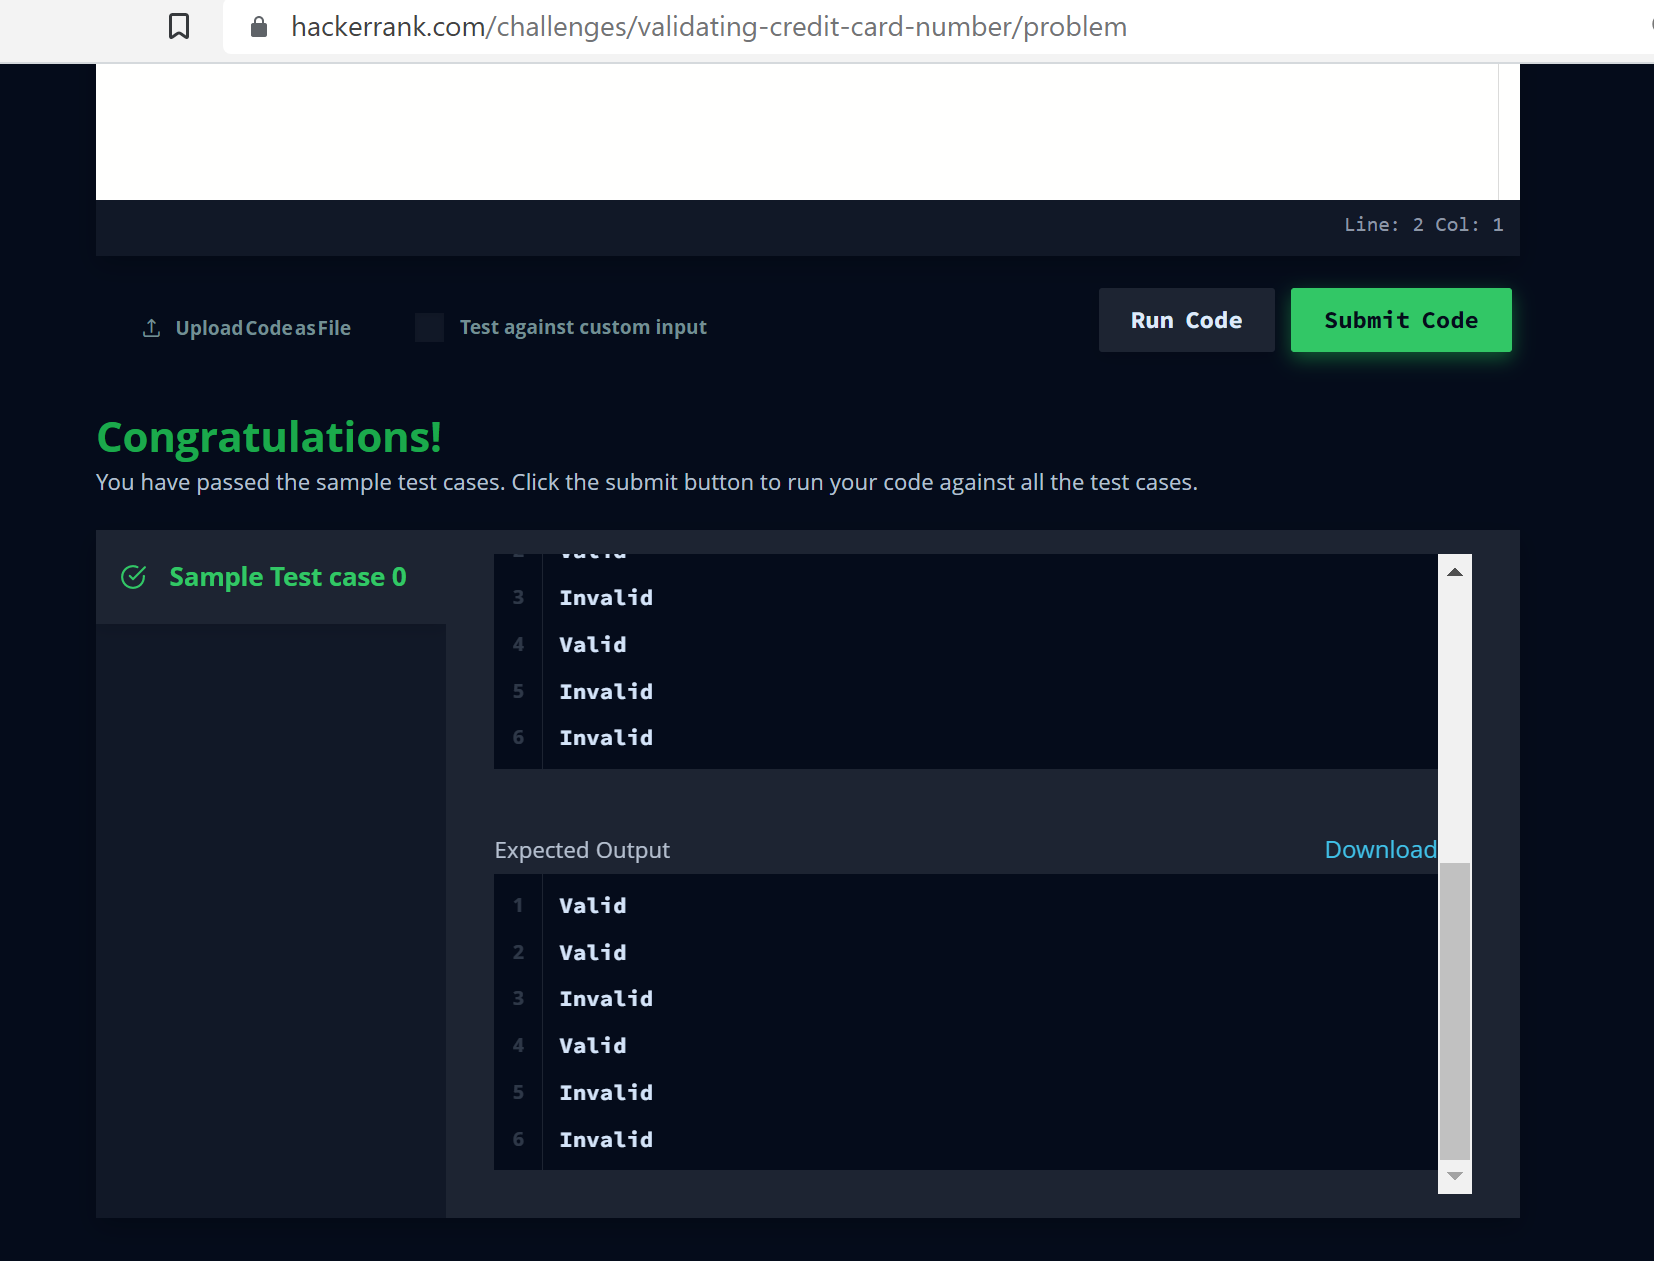 hackerrank.com/challenges/validating-credit-card-number/problem
Line: 2 Col: 1
Upload Code as File
Test against custom input
Run Code
Submit Code
Congratulations!
You have passed the sample test cases. Click the submit button to run your code against all the test cases.
Sample Test case 0
2 Valid
3 Invalid
4 Valid
5 Invalid
6 Invalid
Expected Output
Download
1 Valid
2 Valid
3 Invalid
4 Valid
5 Invalid
6 Invalid